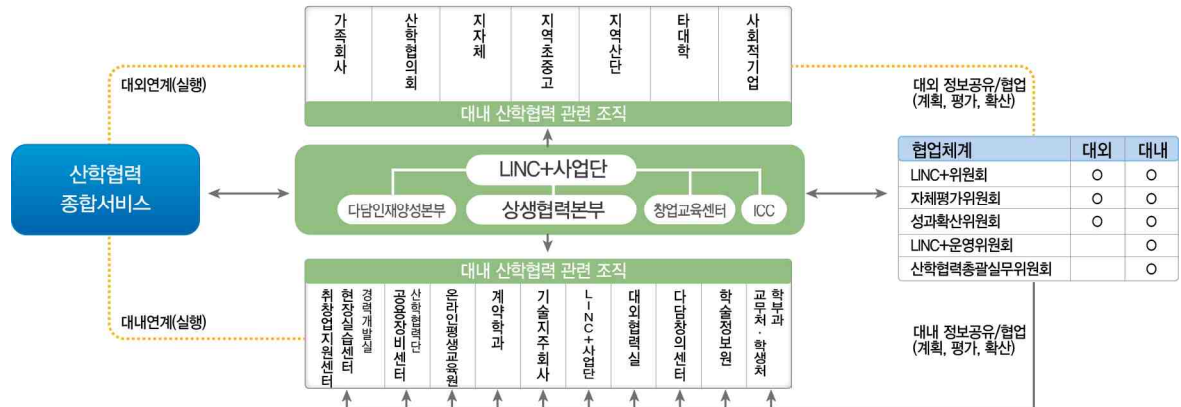 가족회사
산학협의회
지자체
지역초중고
지역산단
타대학
사회적기업
대내 산학협력 관련 조직
대외연계(실행)
대외 정보공유/협업
(계획, 평가, 확산)
산학협력
종합서비스
LINC+사업단
다담인재양성본부
상생협력본부
창업교육센터
ICC
협업체계 대외 대내
LINC+위원회 O O
자체평가위원회 O O
성과확산위원회 O O
LINC+운영위원회 O
산학협력총괄실무위원회 O
대내연계(실행)
대내 정보공유/협업
(계획, 평가, 확산)
대내 산학협력 관련 조직
취창업지원센터
현장실습센터
경력개발실
공용장비센터
산학협력단
온라인평생교육원
계약학과
기술지주회사
LINC+사업단
대외협력실
다담창의센터
학술정보원
교무처·학생처
학부과